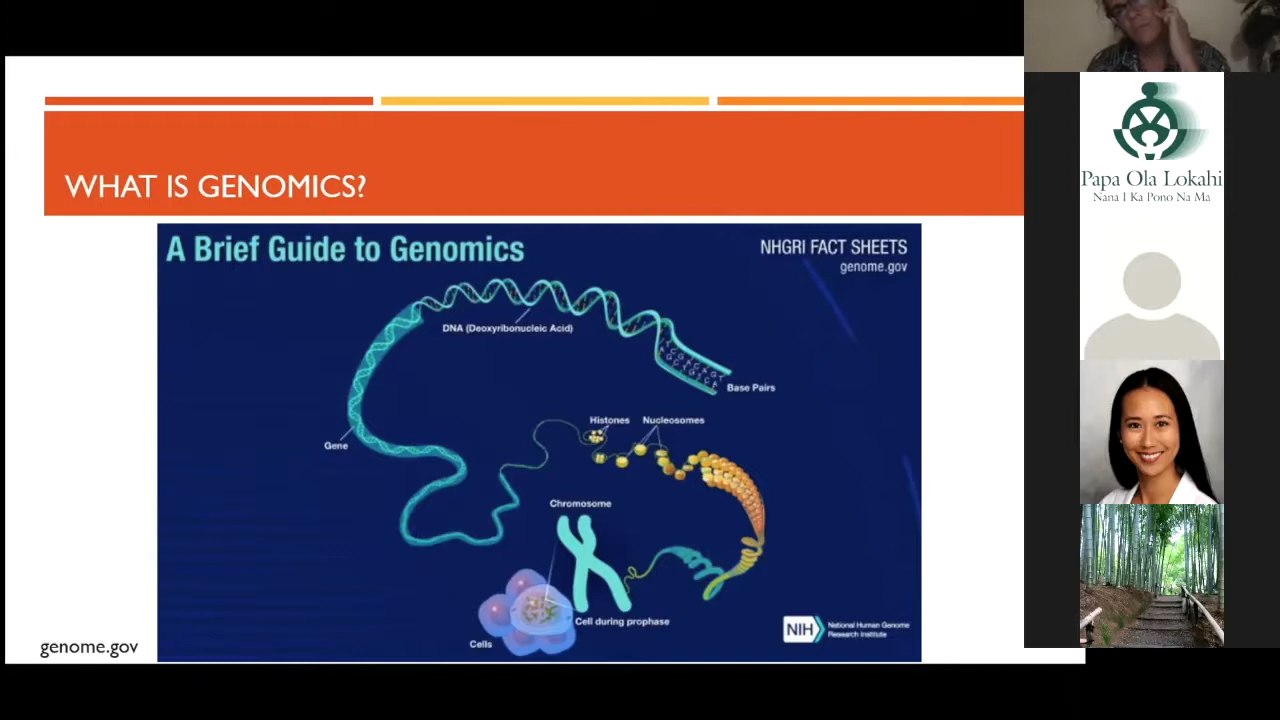 WHAT IS GENOMICS?
A Brief Guide to Genomics
NHGRI FACT SHEETS
genome.gov
DNA (Deoxyribonucleic Acid)
Base Pairs
Histones
Nucleosomes
Gene
Chromosome
Cell during prophase
Cells
NIH
National Human Genome
Research Institute
genome.gov
Papa Ola Lokahi
Nana I Ka Pono Na Ma